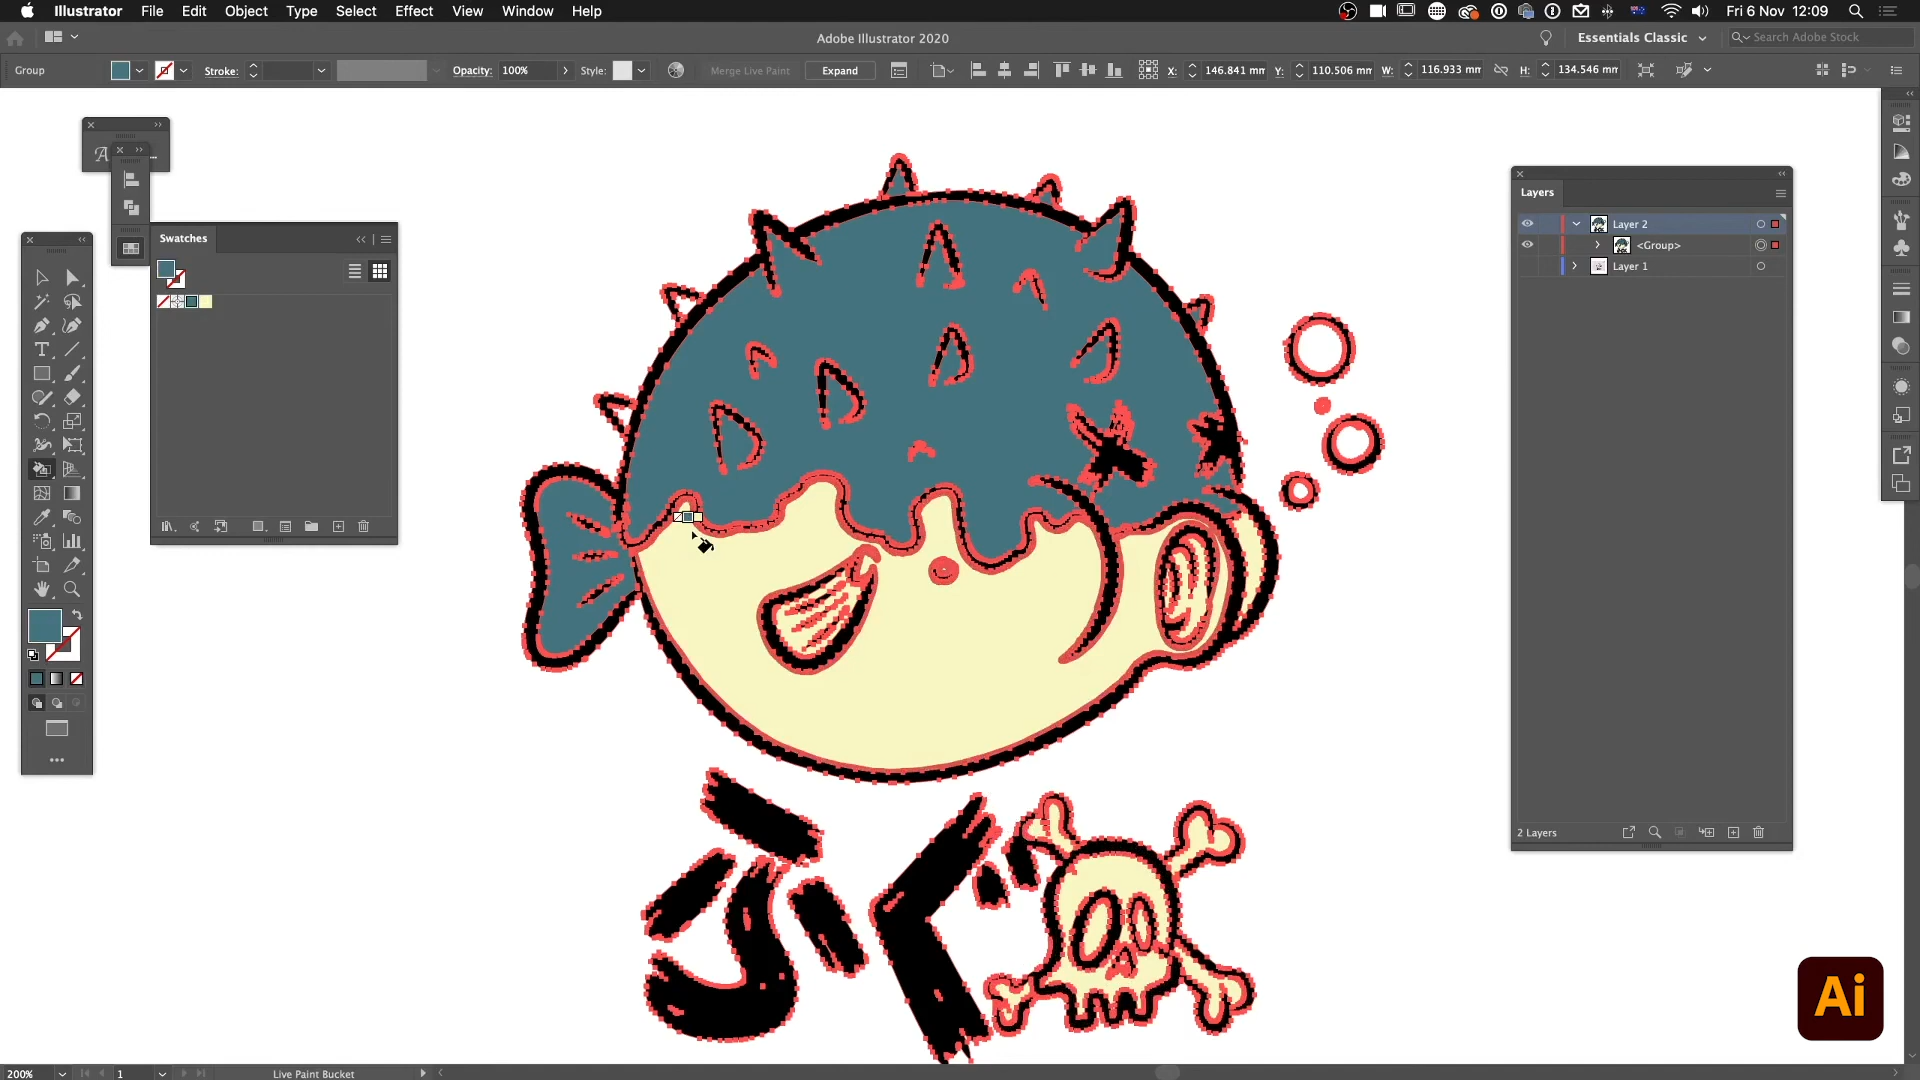 Illustrator File Edit Object Type Select Effect View Window Help
Fri 6 Nov 12:09
Adobe Illustrator 2020
Essentials Classic
Search Adobe Stock
Group
Stroke:
Opacity: 100%
Style:
Merge Live Paint
Expand
X: 146.841 mm
Y: 110.506 mm
W: 116.933 mm
H: 134.546 mm
Layers
Swatches
Layer 2
<Group>
Layer 1
2 Layers
Ai
200%
1
Live Paint Bucket